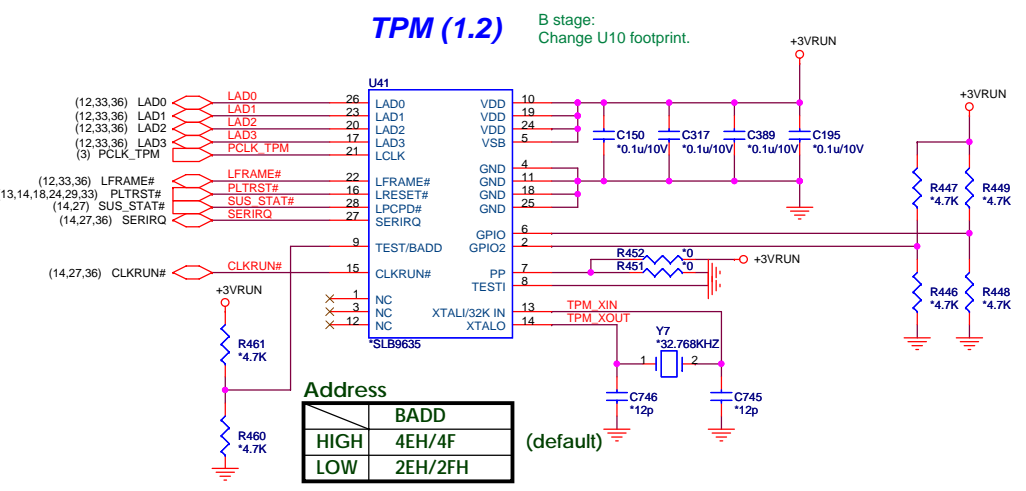 TPM (1.2)
B stage:
Change U10 footprint.
+3VRUN
U41
(12,33,36) LAD0 LAD0 26 LAD0 VDD 10
(12,33,36) LAD1 LAD1 23 LAD1 VDD 19
(12,33,36) LAD2 LAD2 20 LAD2 VDD 24
(12,33,36) LAD3 LAD3 17 LAD3 VSB 5
(3) PCLK_TPM PCLK_TPM 21 LCLK
C150 C317 C389 C195
*0.1u/10V *0.1u/10V *0.1u/10V *0.1u/10V
+3VRUN
GND 4
(12,33,36) LFRAME# LFRAME# 22 LFRAME# GND 11
13,14,18,24,29,33) PLTRST# PLTRST# 16 LRESET# GND 18
(14,27) SUS_STAT# SUS_STAT# 28 LPCPD# GND 25
(14,27,36) SERIRQ SERIRQ 27 SERIRQ
R447 R449
*4.7K *4.7K
GPIO 6
9 TEST/BADD GPIO2 2
R452 *0
+3VRUN
R451 *0
(14,27,36) CLKRUN# CLKRUN# 15 CLKRUN# PP 7
TESTI 8
R446 R448
*4.7K *4.7K
+3VRUN
1 NC
3 NC XTALI/32K IN 13 TPM_XIN
12 NC XTALO 14 TPM_XOUT
*SLB9635
Y7
*32.768KHZ
1 2
R461
*4.7K
C746 C745
*12p *12p
R460
*4.7K
Address
BADD
HIGH 4EH/4F (default)
LOW 2EH/2FH